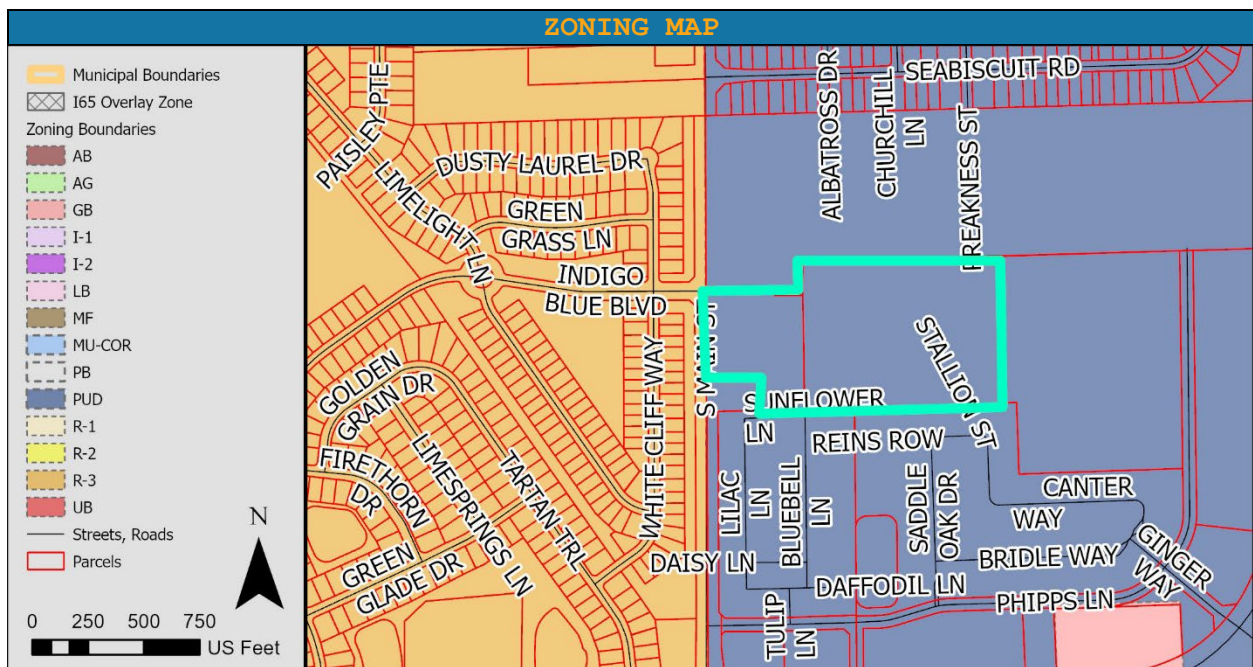 ZONING MAP
Municipal Boundaries
I65 Overlay Zone
Zoning Boundaries
AB
AG
GB
I-1
I-2
LB
MF
MU-COR
PB
PUD
R-1
R-2
R-3
UB
Streets, Roads
Parcels
N
0 250 500 750
US Feet
PAISLEY PTE
LIMELIGHT LN
DUSTY LAUREL DR
GREEN
GRASS LN
INDIGO
BLUE BLVD
S MAIN ST
WHITE CLIFF WAY
GOLDEN
GRAIN DR
FIRETHORN
DR
LIMESPRINGS LN
TARTAN TRL
GREEN
GLADE DR
SEABISCUIT RD
ALBATROSS DR
CHURCHILL
LN
PREAKNESS ST
STALLION ST
SUNFLOWER
LN
REINS ROW
LILAC
LN
BLUEBELL
LN
SADDLE
OAK DR
CANTER
WAY
DAISY LN
BRIDLE WAY
GINGER
WAY
DAFFODIL LN
PHIPPS LN
TULIP
LN